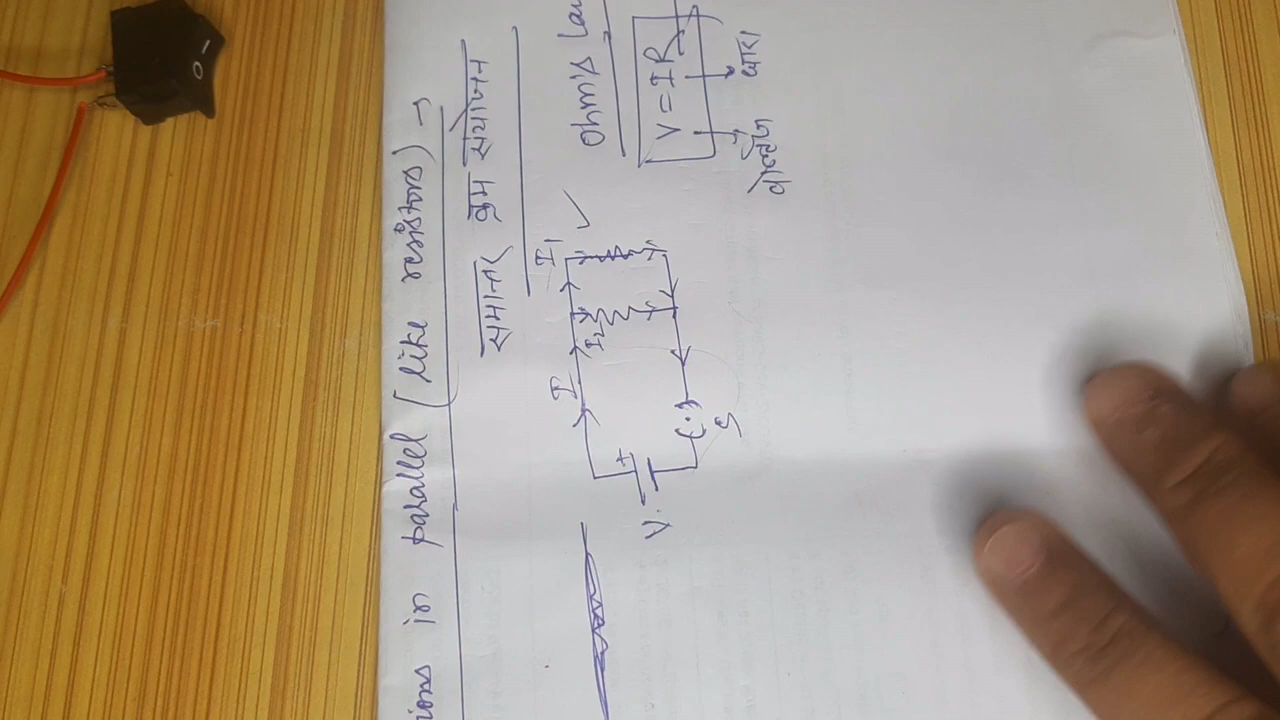 ions in parallel (like resistors) →
समान्तर क्रम संयोजन
I
I1
I2
V
S
+
ohm's Law
V = IR
वोल्टेज
धारा
O I